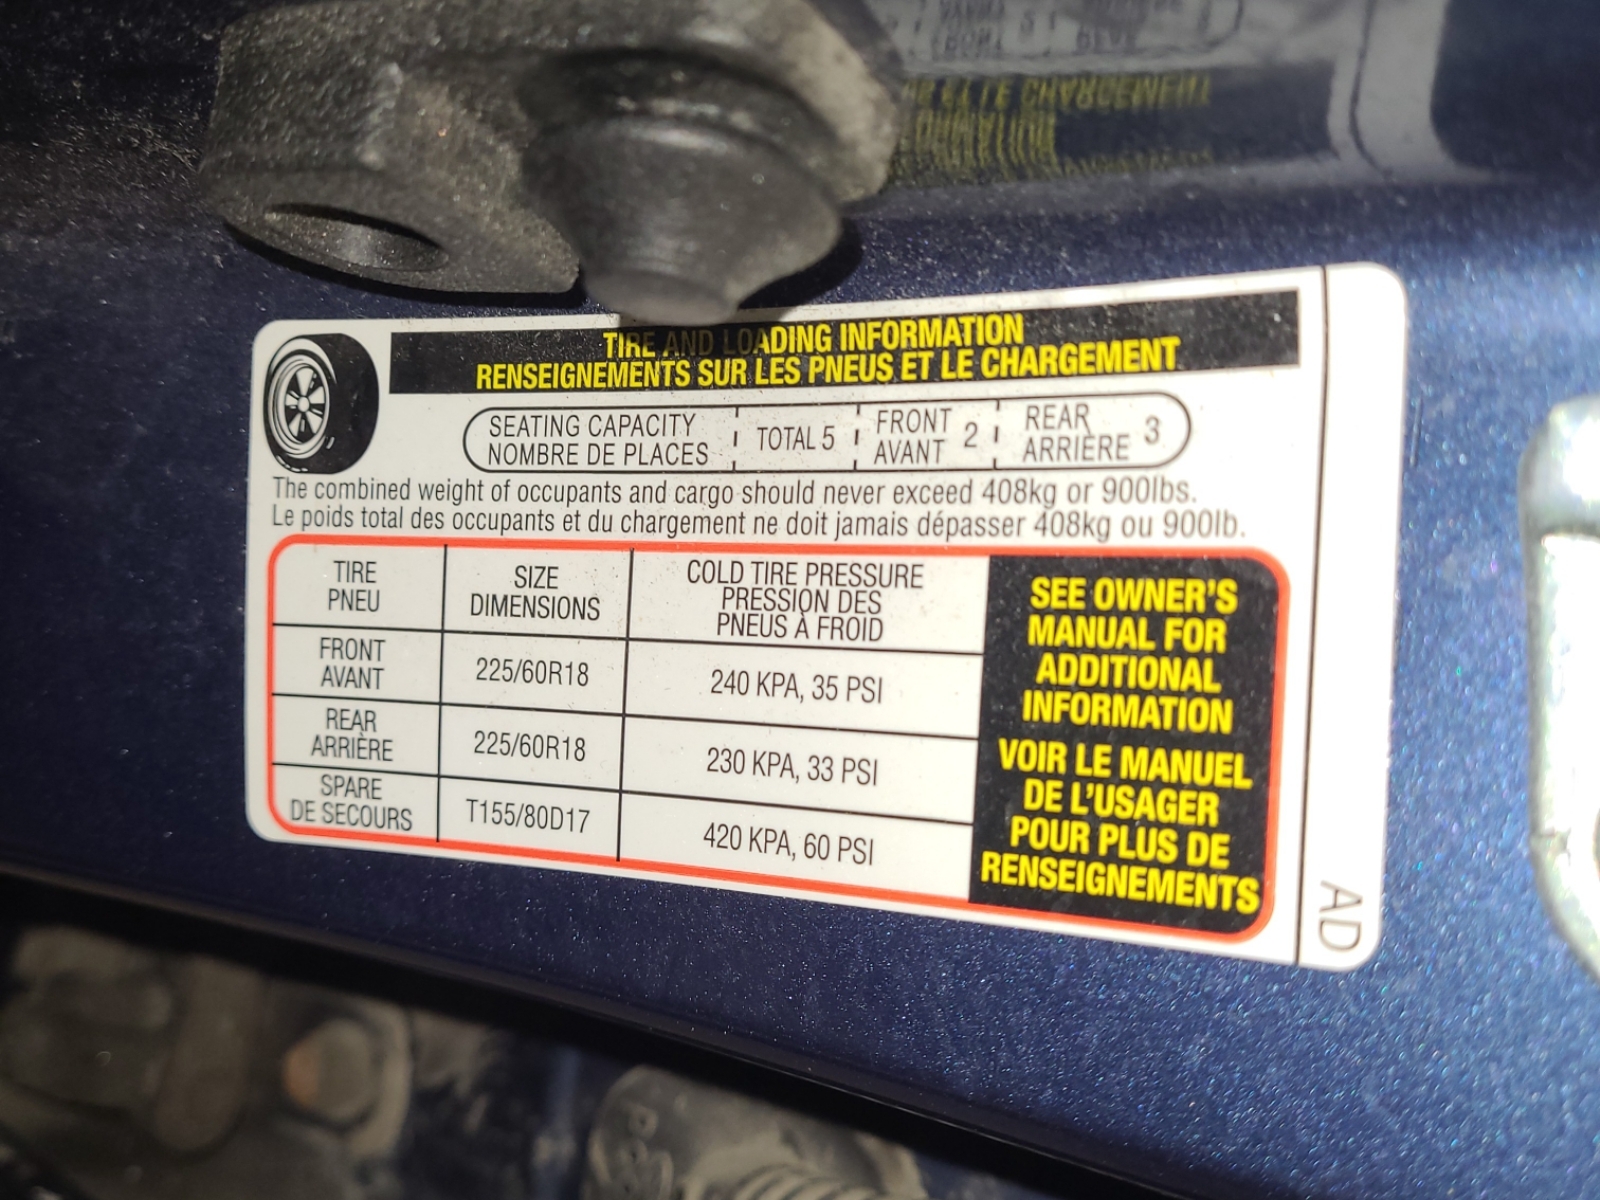 TIRE AND LOADING INFORMATION
RENSEIGNEMENTS SUR LES PNEUS ET LE CHARGEMENT
SEATING CAPACITY
NOMBRE DE PLACES
TOTAL 5
FRONT
AVANT
2
REAR
ARRIÈRE
3
The combined weight of occupants and cargo should never exceed 408kg or 900lbs.
Le poids total des occupants et du chargement ne doit jamais dépasser 408kg ou 900lb.
TIRE
PNEU
SIZE
DIMENSIONS
COLD TIRE PRESSURE
PRESSION DES
PNEUS À FROID
FRONT
AVANT
225/60R18
240 KPA, 35 PSI
REAR
ARRIÈRE
225/60R18
230 KPA, 33 PSI
SPARE
DE SECOURS
T155/80D17
420 KPA, 60 PSI
SEE OWNER'S
MANUAL FOR
ADDITIONAL
INFORMATION
VOIR LE MANUEL
DE L'USAGER
POUR PLUS DE
RENSEIGNEMENTS
AD